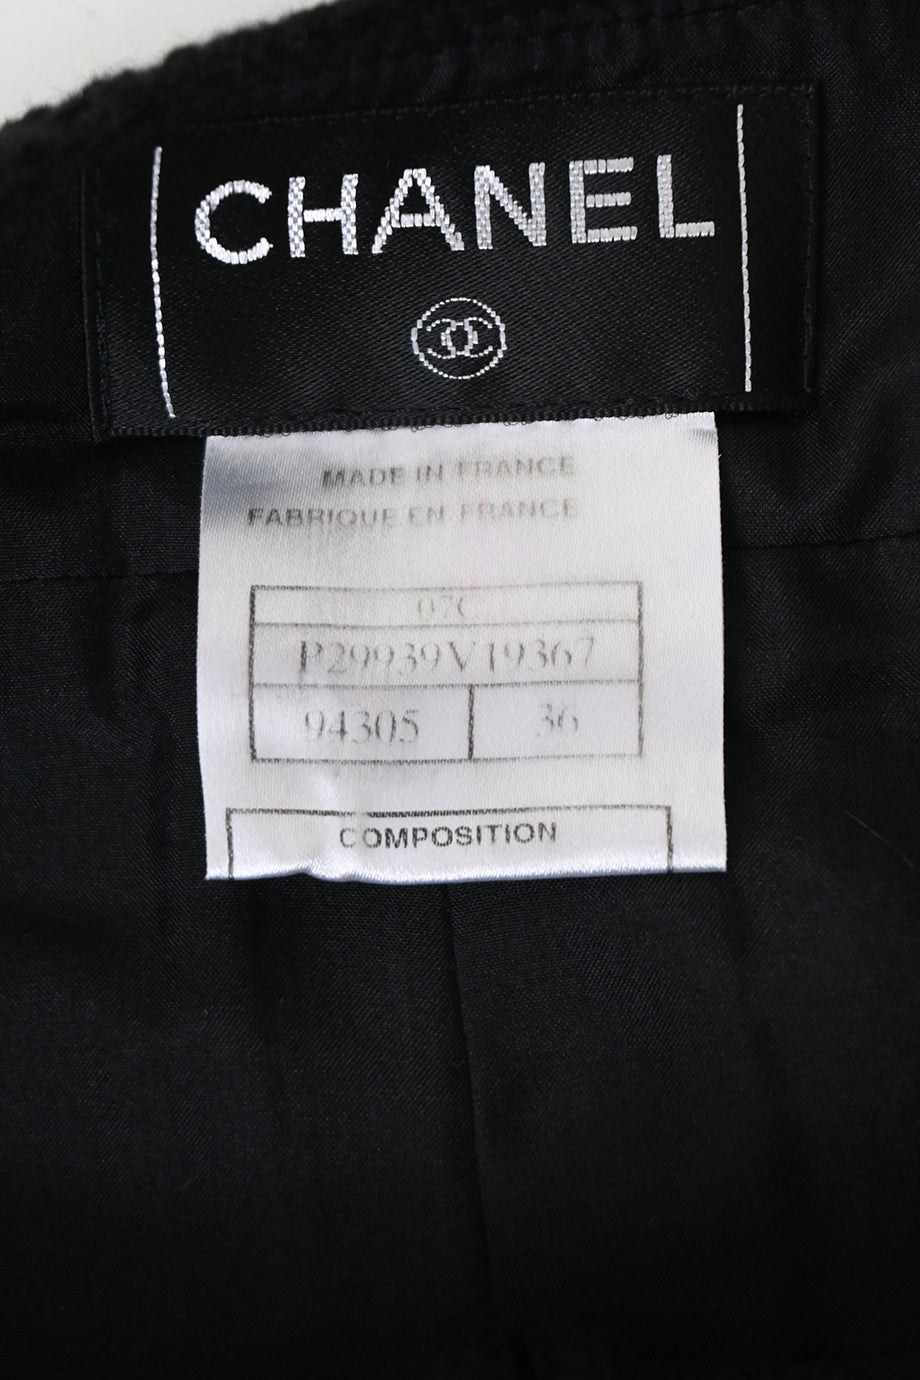 CHANEL
MADE IN FRANCE
FABRIQUE EN FRANCE
07C
P29939V19367
94305 36
COMPOSITION